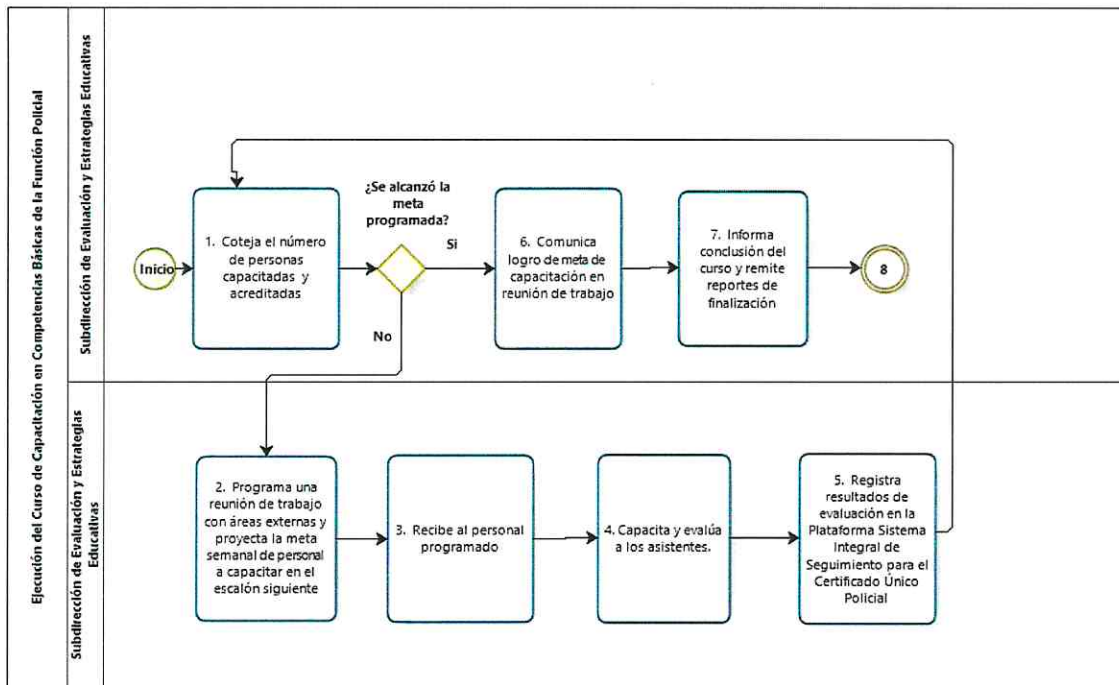 Ejecución del Curso de Capacitación en Competencias Básicas de la Función Policial
Subdirección de Evaluación y Estrategias Educativas
Inicio
1. Coteja el número
de personas
capacitadas y
acreditadas
¿Se alcanzó la
meta
programada?
Si
No
6. Comunica
logro de meta de
capacitación en
reunión de trabajo
7. Informa
conclusión del
curso y remite
reportes de
finalización
8
Subdirección de Evaluación y Estrategias
Educativas
2. Programa una
reunión de trabajo
con áreas externas y
proyecta la meta
semanal de personal
a capacitar en el
escalón siguiente
3. Recibe al personal
programado
4. Capacita y evalúa
a los asistentes.
5. Registra
resultados de
evaluación en la
Plataforma Sistema
Integral de
Seguimiento para el
Certificado Único
Policial